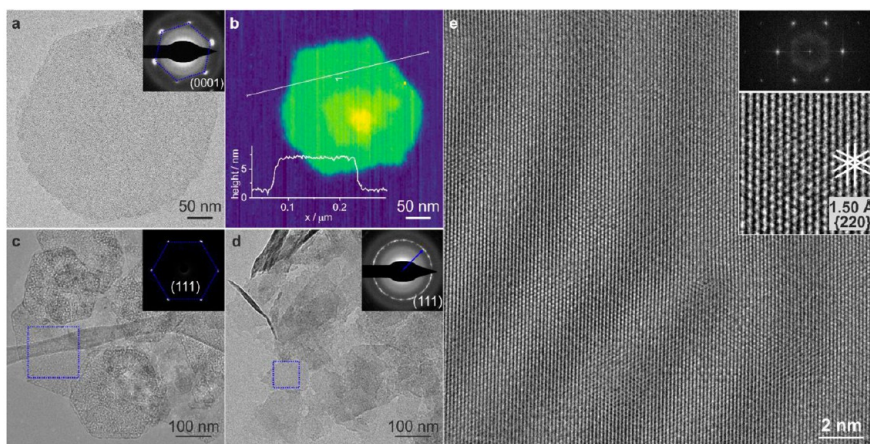 a
(0001)
50 nm
b
height / nm
5
0
0.1
0.2
x / μm
50 nm
c
(111)
100 nm
d
(111)
100 nm
e
1.50 Å
{220}
2 nm